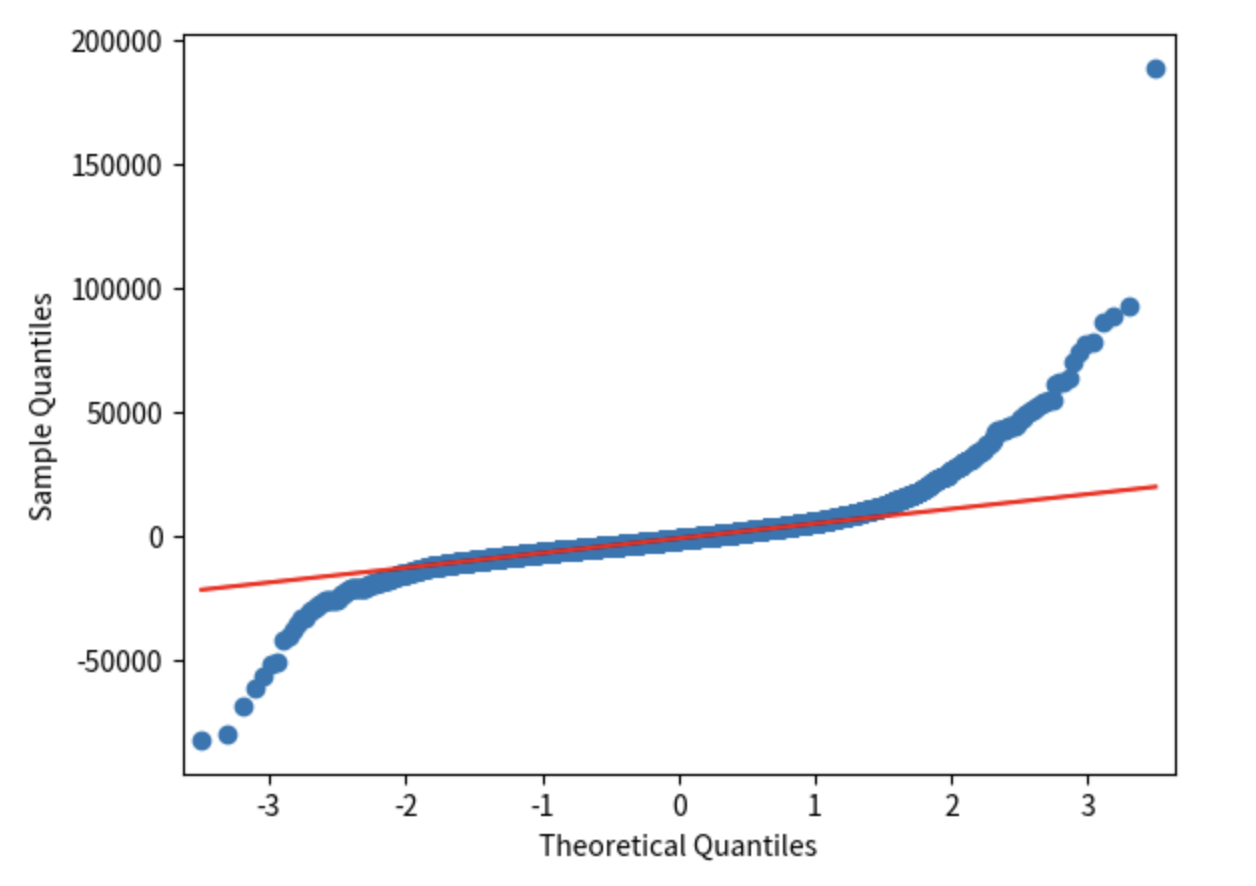 200000
150000
100000
50000
0
-50000
Sample Quantiles
-3 -2 -1 0 1 2 3
Theoretical Quantiles